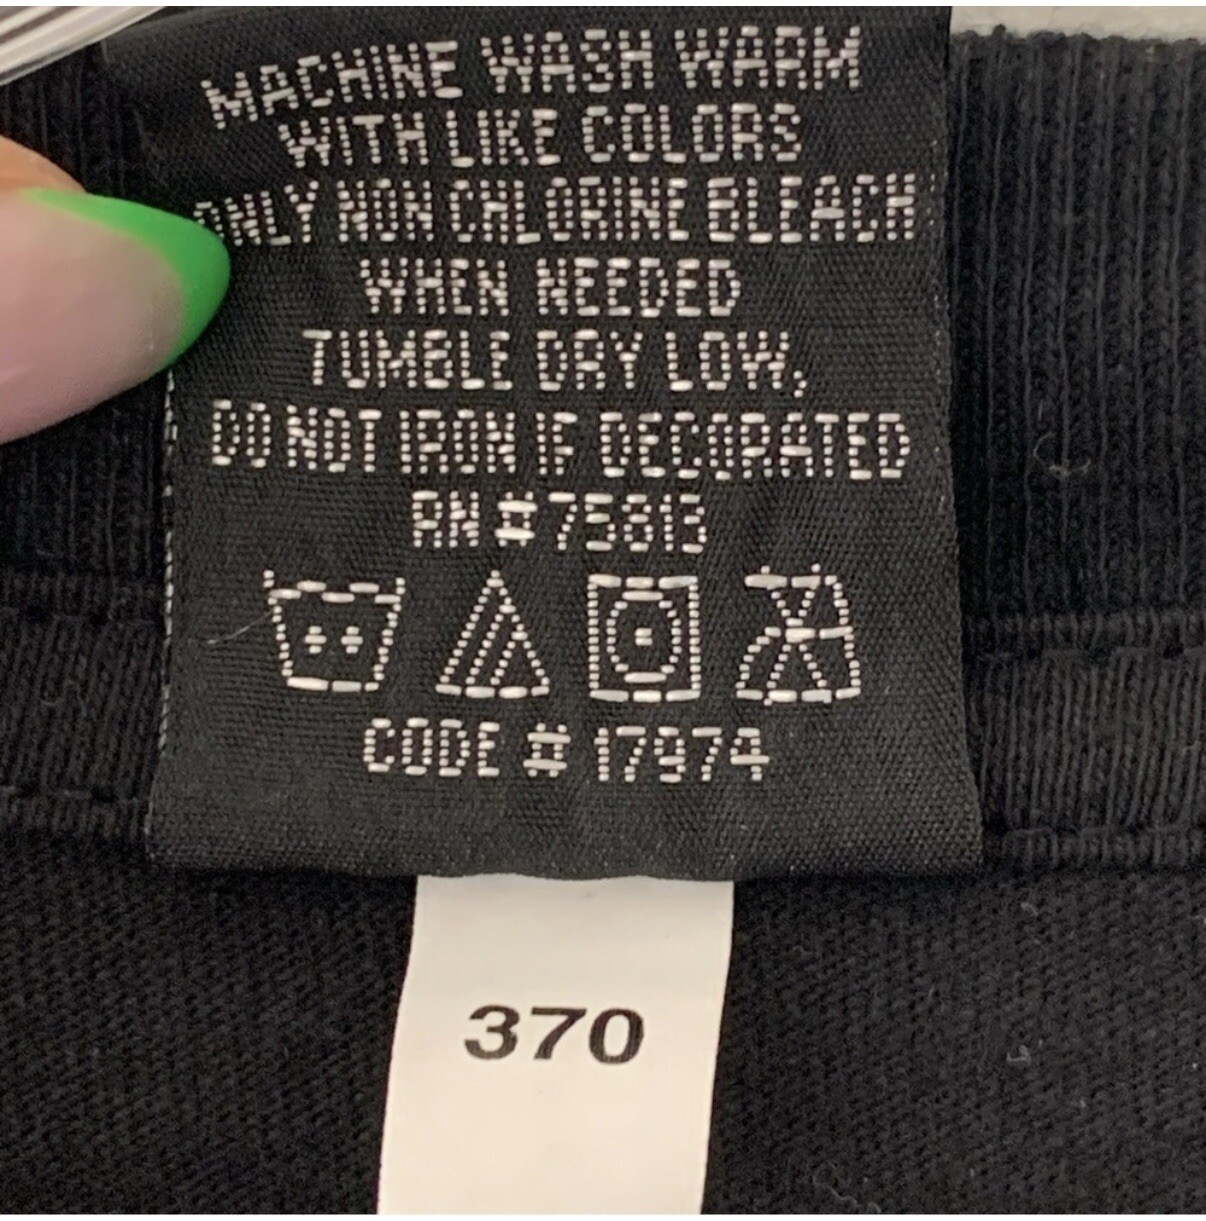 MACHINE WASH WARM
WITH LIKE COLORS
ONLY NON CHLORINE BLEACH
WHEN NEEDED
TUMBLE DRY LOW,
DO NOT IRON IF DECORATED
RN # 75813
CODE # 17974
370